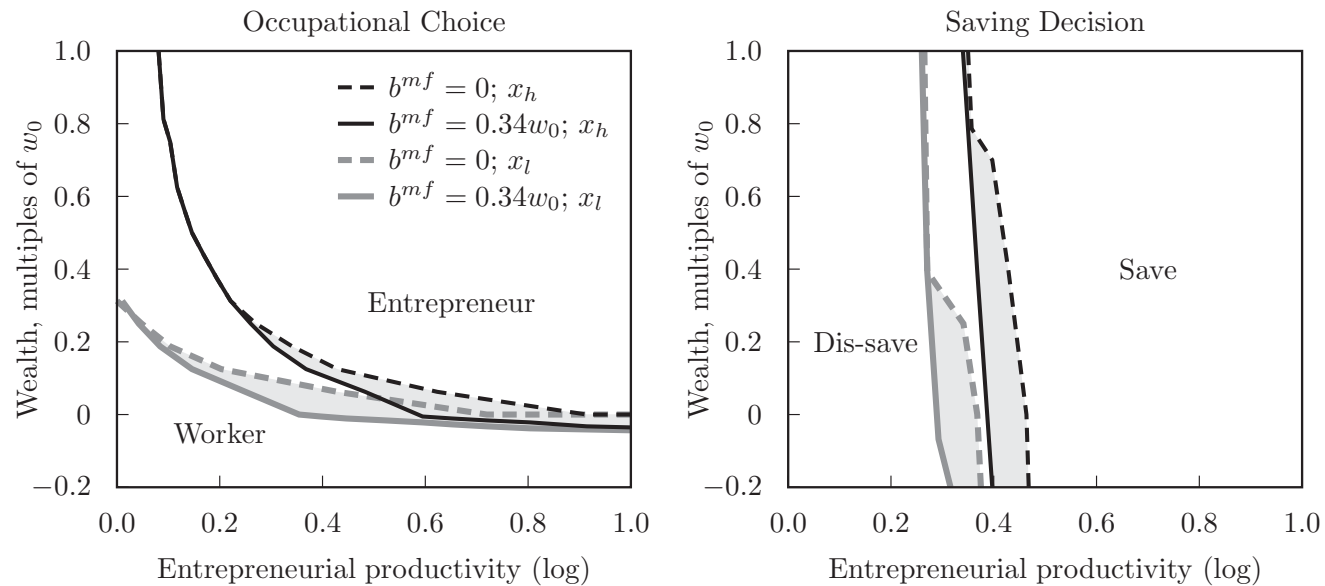 Occupational Choice
Wealth, multiples of w₀
1.0
0.8
0.6
0.4
0.2
0
−0.2
b^{mf} = 0; x_h
b^{mf} = 0.34w₀; x_h
b^{mf} = 0; x_l
b^{mf} = 0.34w₀; x_l
Entrepreneur
Worker
0.0 0.2 0.4 0.6 0.8 1.0
Entrepreneurial productivity (log)
Saving Decision
Wealth, multiples of w₀
1.0
0.8
0.6
0.4
0.2
0
−0.2
Save
Dis-save
0.0 0.2 0.4 0.6 0.8 1.0
Entrepreneurial productivity (log)